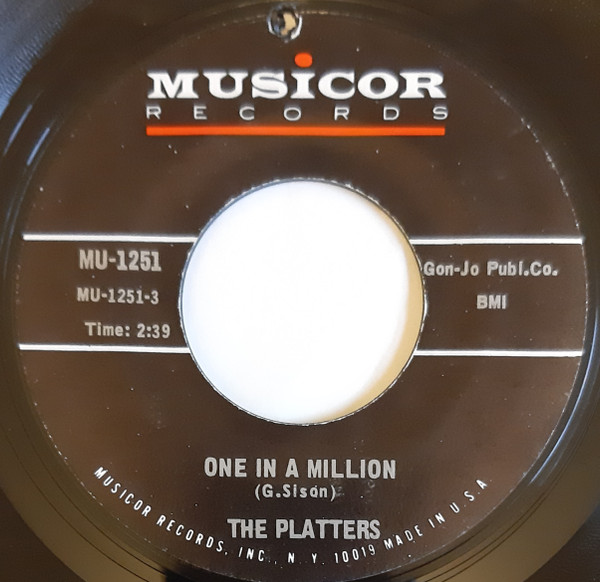 MUSiCOR
RECORDS
MU-1251
MU-1251-3
Time: 2:39
Gon-Jo Publ.Co.
BMI
ONE IN A MILLION
(G.Sison)
THE PLATTERS
MUSICOR RECORDS, INC., N. Y. 10019 MADE IN U.S.A.